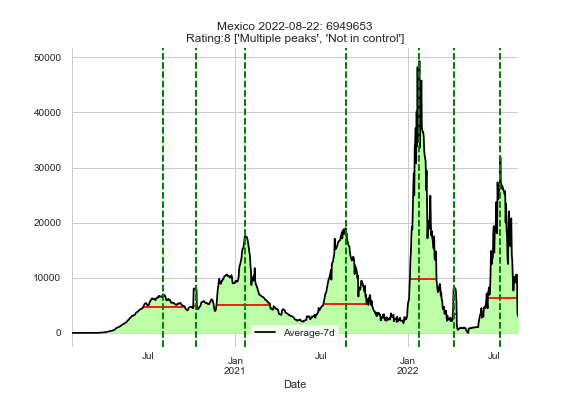 Mexico 2022-08-22: 6949653
Rating:8 ['Multiple peaks', 'Not in control']
50000
40000
30000
20000
10000
0
Average-7d
Jul
Jan
2021
Jul
Jan
2022
Jul
Date